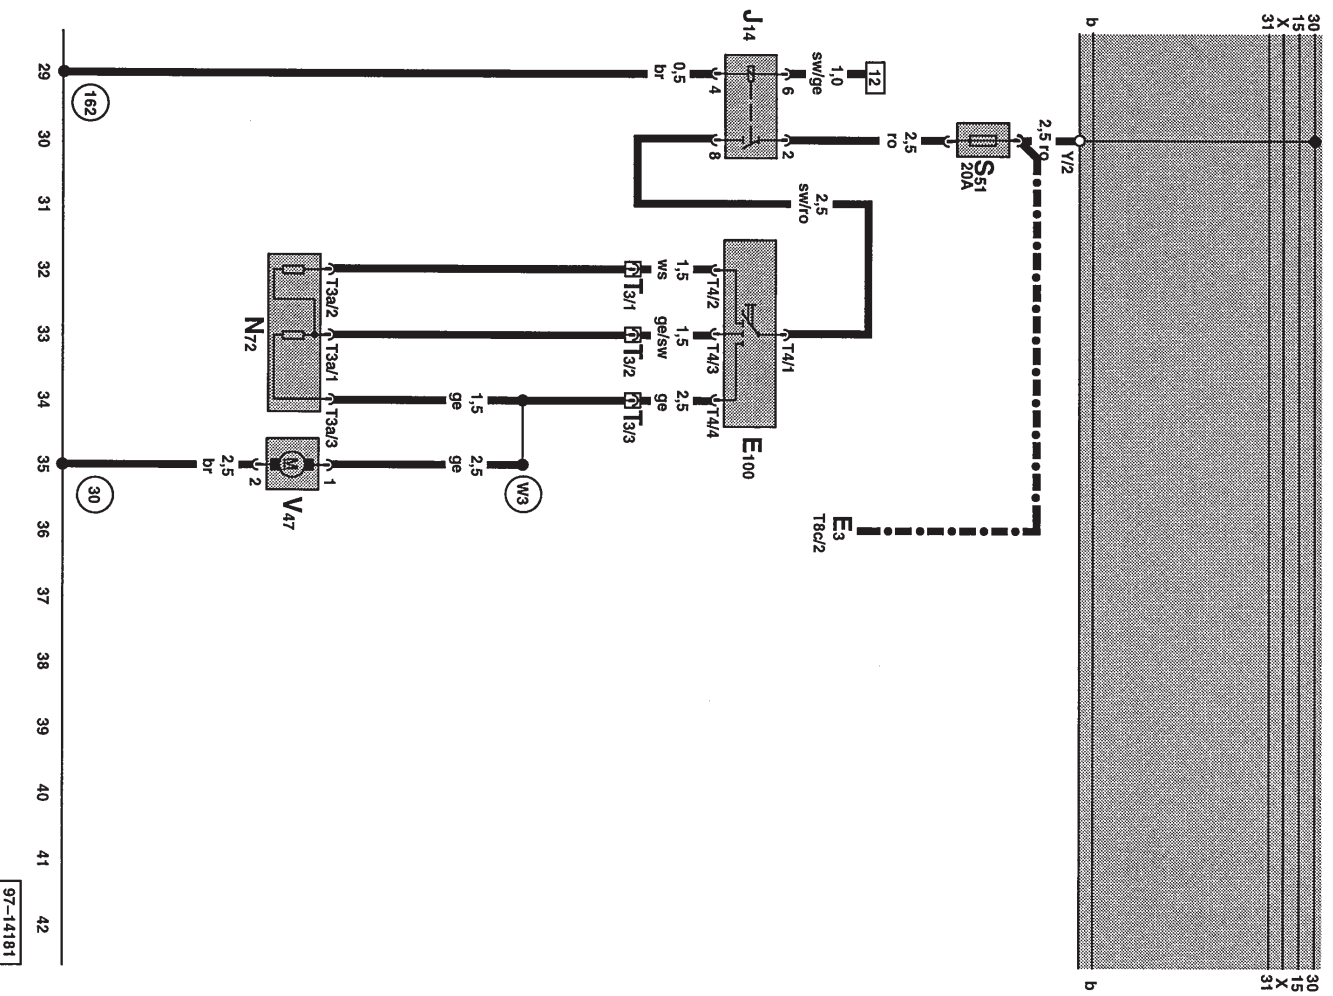 30
15
X
31
b
30
15
X
31
b
Y/2
2,5 ro
S51
20A
E3
T8c/2
12
1,0
sw/ge
2,5
ro
2,5
sw/ro
J14
6
2
4
8
0,5
br
T4/1
E100
T4/2
T4/3
T4/4
1,5
ws
1,5
ge/sw
2,5
ge
T3/1
T3/2
T3/3
W3
1,5
ge
2,5
ge
T3a/2
T3a/1
T3a/3
N72
1
M
2
V47
2,5
br
162
30
29
30
31
32
33
34
35
36
37
38
39
40
41
42
97-14181